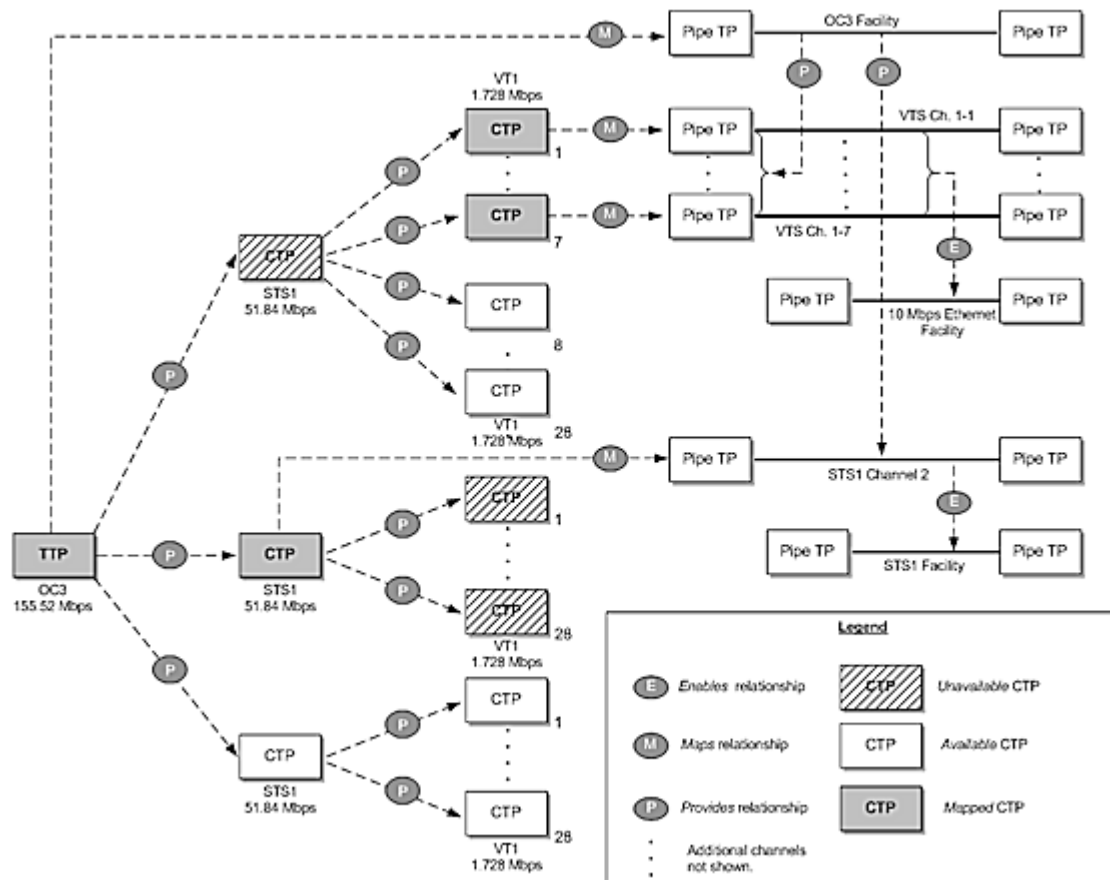 OC3 Facility
M
Pipe TP
Pipe TP
P
P
VT1
1.728 Mbps
CTP
1
M
Pipe TP
VTS Ch. 1-1
Pipe TP
P
P
CTP
7
M
Pipe TP
VTS Ch. 1-7
Pipe TP
CTP
STS1
51.84 Mbps
P
P
E
CTP
8
Pipe TP
10 Mbps Ethernet
Facility
Pipe TP
P
CTP
28
VT1
1.728 Mbps
M
Pipe TP
STS1 Channel 2
Pipe TP
CTP
1
P
E
TTP
OC3
155.52 Mbps
P
CTP
STS1
51.84 Mbps
Pipe TP
STS1 Facility
Pipe TP
P
CTP
28
VT1
1.728 Mbps
P
CTP
1
P
CTP
STS1
51.84 Mbps
P
CTP
28
VT1
1.728 Mbps
Legend
E
Enables relationship
CTP
Unavailable CTP
M
Maps relationship
CTP
Available CTP
P
Provides relationship
CTP
Mapped CTP
Additional channels
not shown.